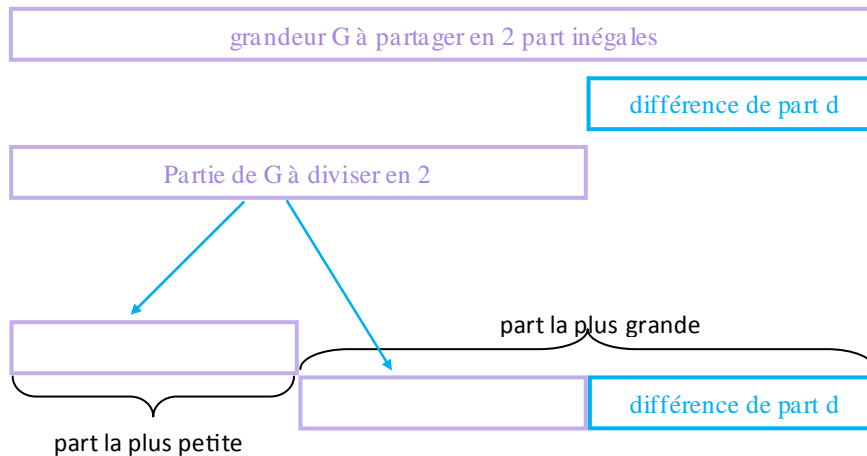 grandeur G à partager en 2 part inégales
différence de part d
Partie de G à diviser en 2
part la plus grande
différence de part d
part la plus petite